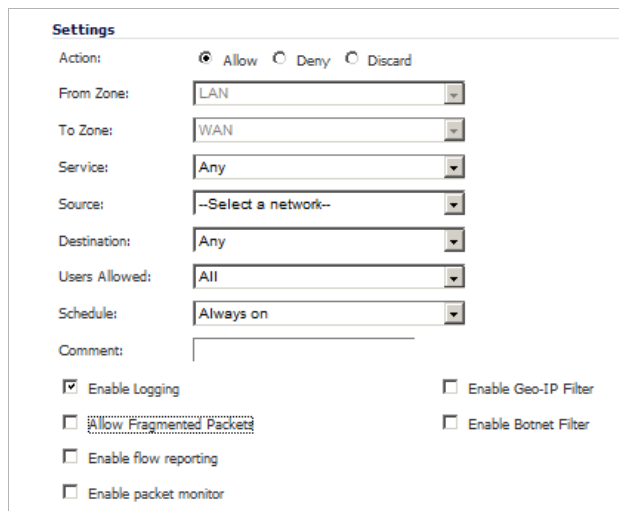 Settings
Action: Allow Deny Discard
From Zone: LAN
To Zone: WAN
Service: Any
Source: --Select a network--
Destination: Any
Users Allowed: All
Schedule: Always on
Comment:
Enable Logging Enable Geo-IP Filter
Allow Fragmented Packets Enable Botnet Filter
Enable flow reporting
Enable packet monitor